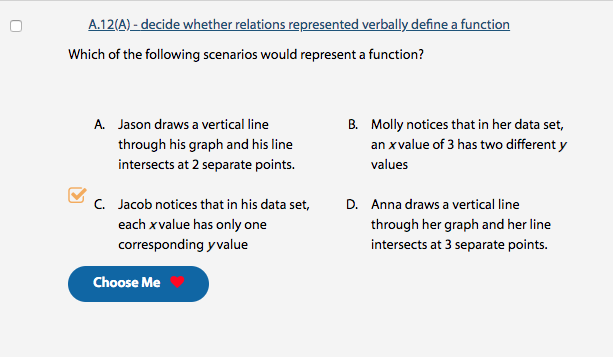 A.12(A) - decide whether relations represented verbally define a function
Which of the following scenarios would represent a function?
A. Jason draws a vertical line
through his graph and his line
intersects at 2 separate points.
B. Molly notices that in her data set,
an x value of 3 has two different y
values
C. Jacob notices that in his data set,
each x value has only one
corresponding y value
D. Anna draws a vertical line
through her graph and her line
intersects at 3 separate points.
Choose Me